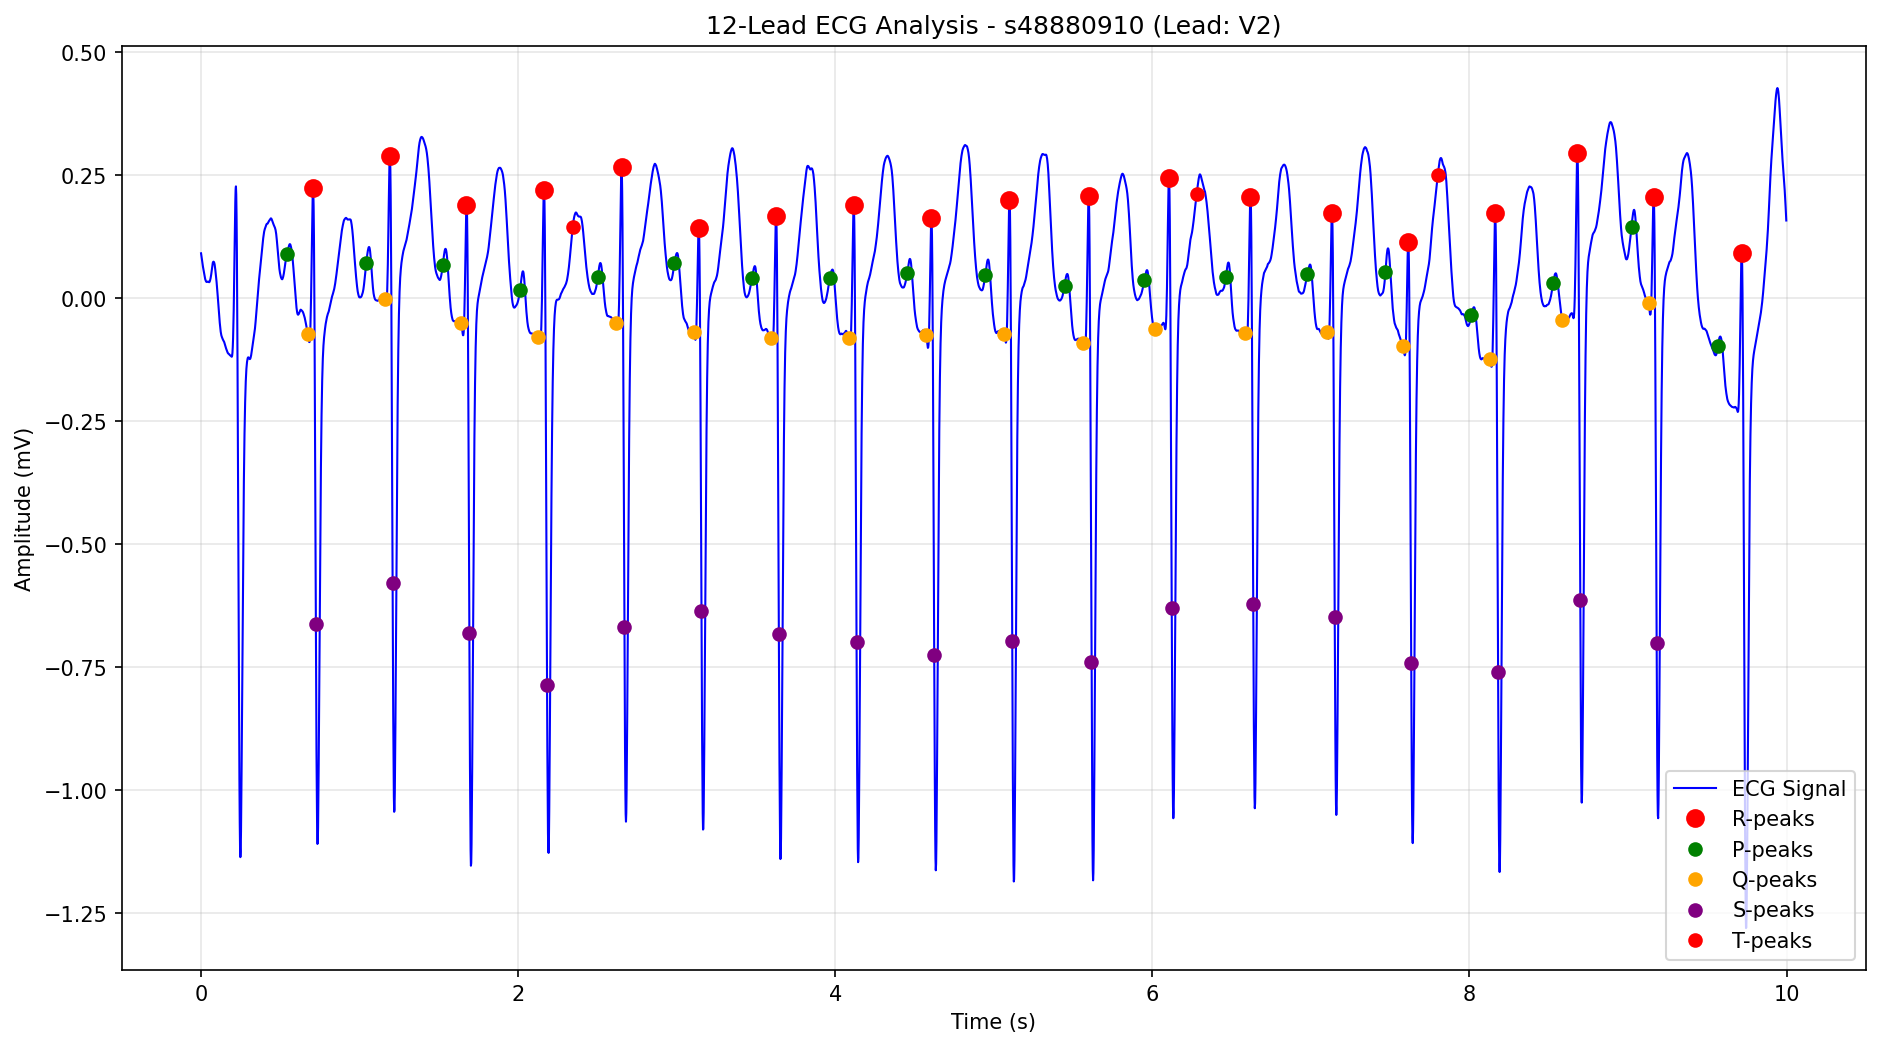 12-Lead ECG Analysis - s48880910 (Lead: V2)
Amplitude (mV)
0.50
0.25
0.00
−0.25
−0.50
−0.75
−1.00
−1.25
0
2
4
6
8
10
Time (s)
ECG Signal
R-peaks
P-peaks
Q-peaks
S-peaks
T-peaks